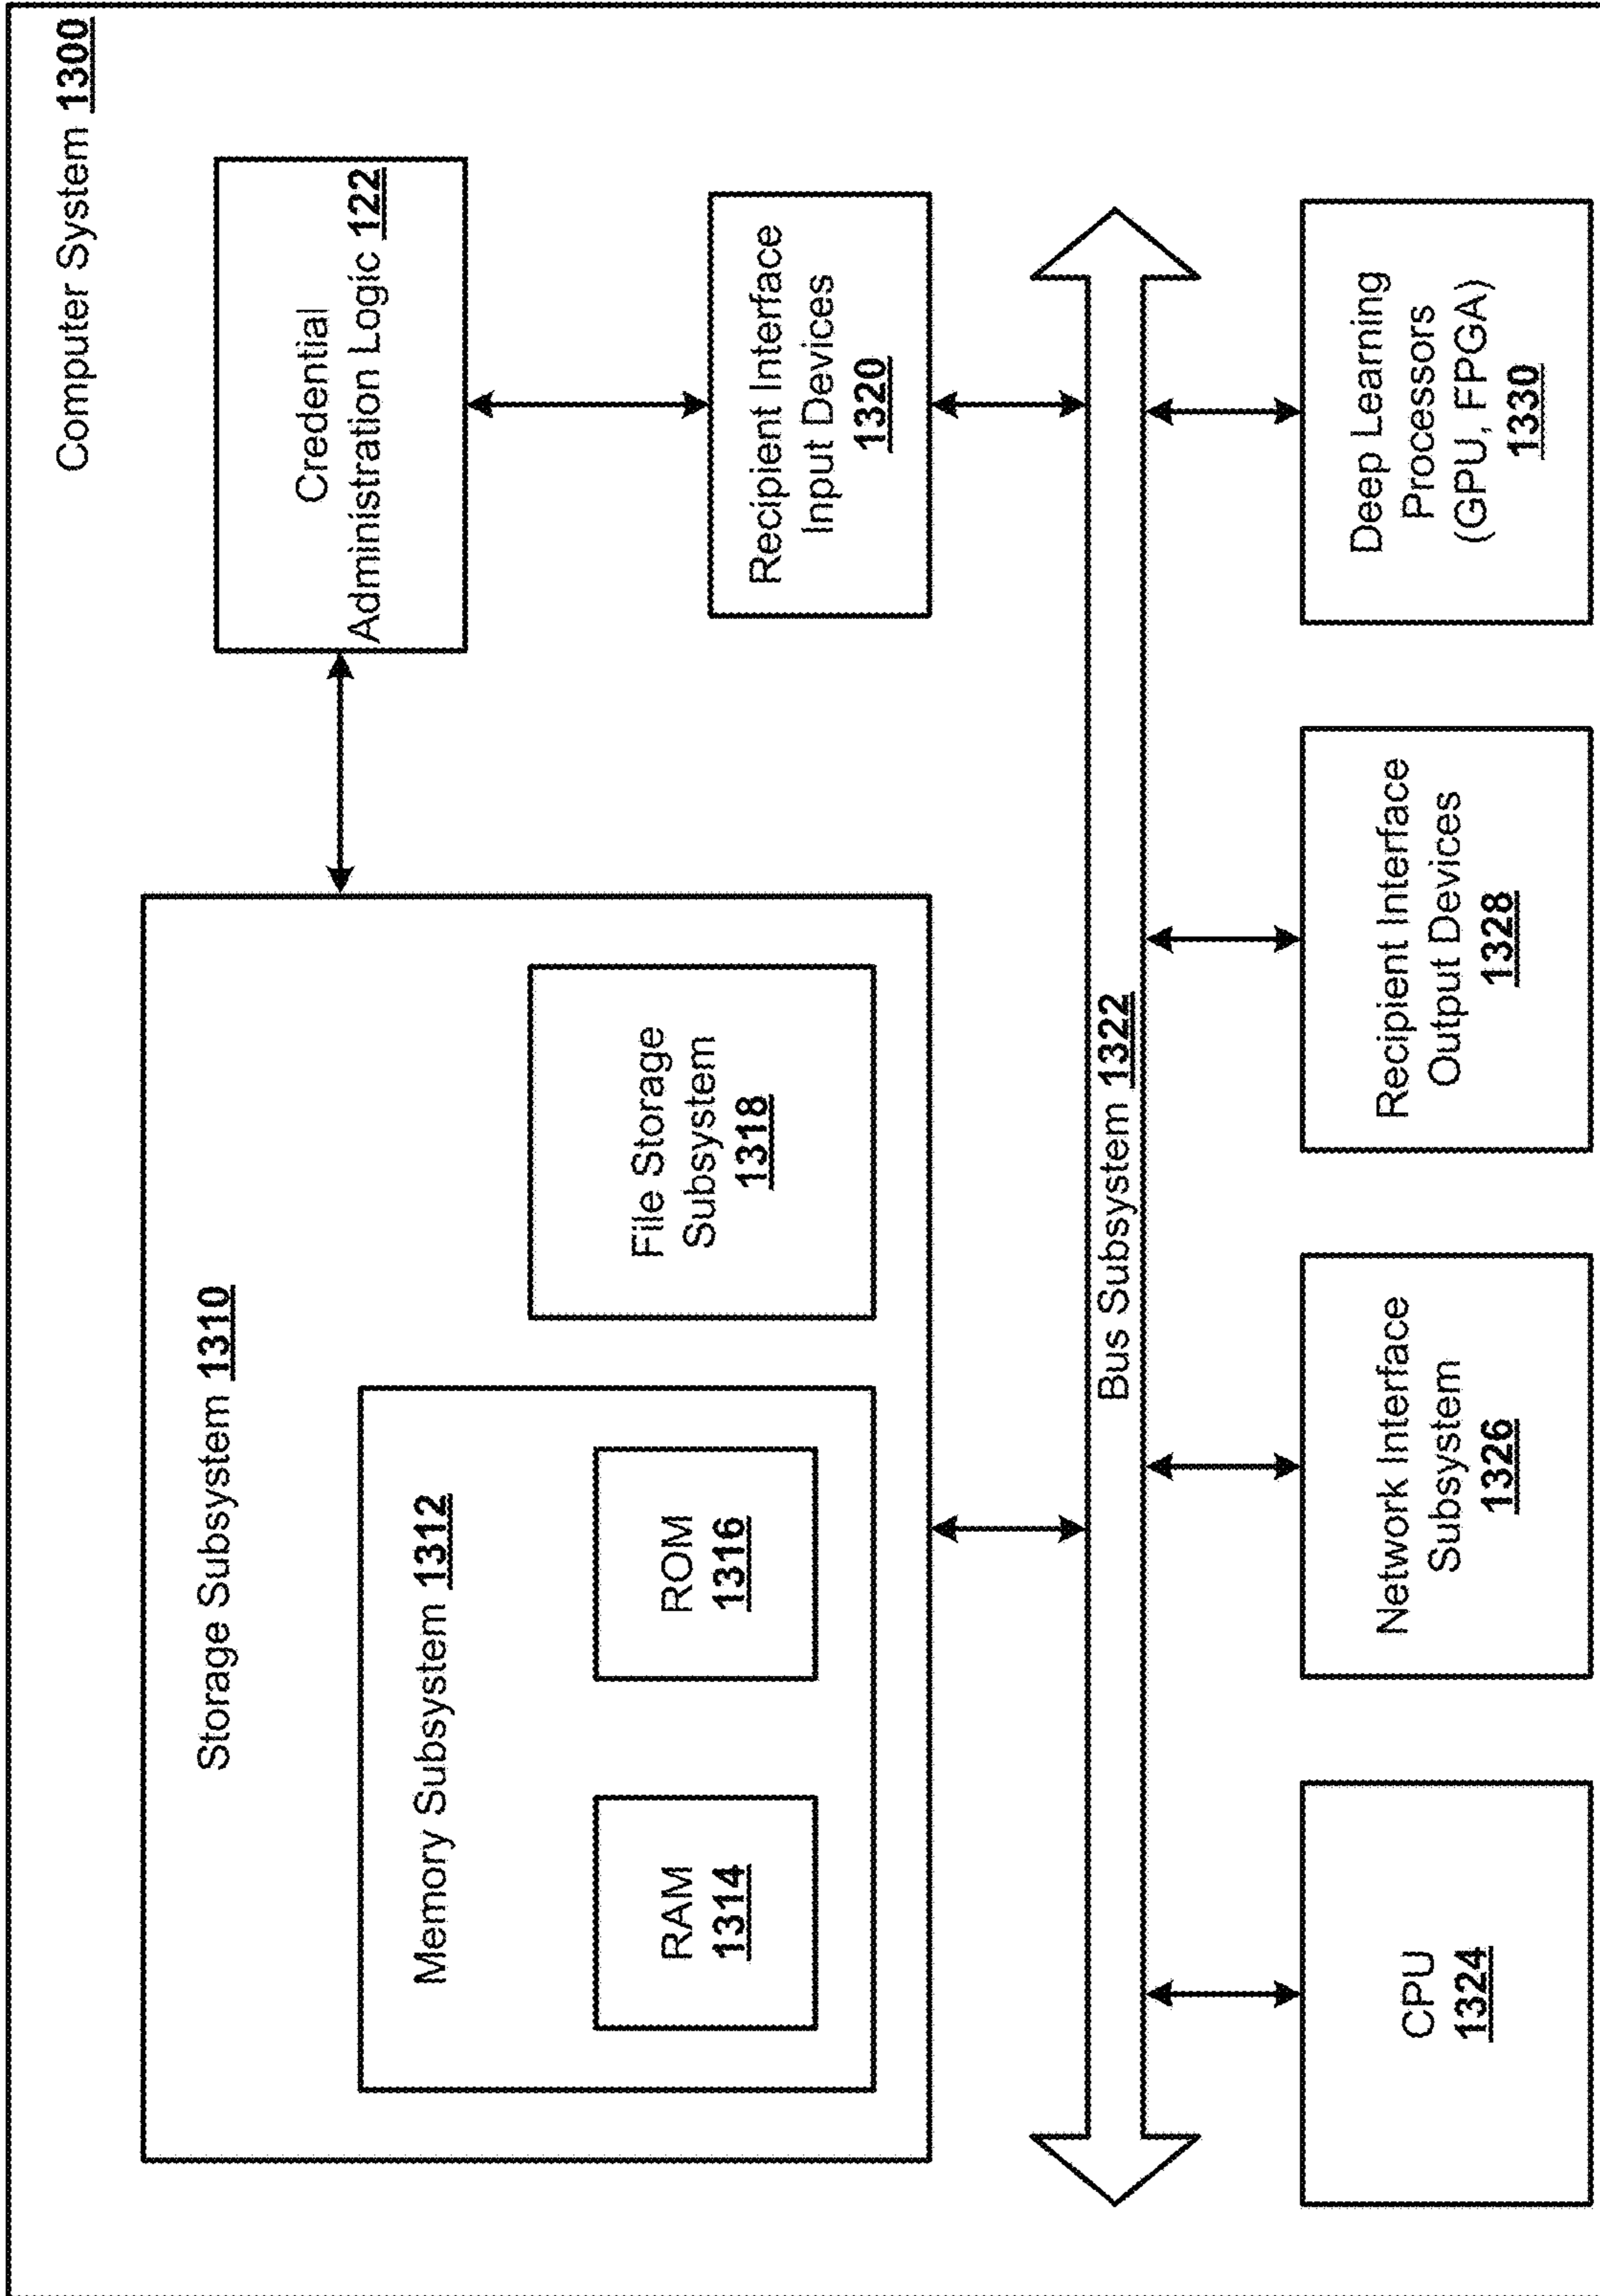 Computer System 1300
Storage Subsystem 1310
Memory Subsystem 1312
RAM
1314
ROM
1316
File Storage
Subsystem
1318
Credential
Administration Logic 122
Recipient Interface
Input Devices
1320
Bus Subsystem 1322
CPU
1324
Network Interface
Subsystem
1326
Recipient Interface
Output Devices
1328
Deep Learning
Processors
(GPU, FPGA)
1330